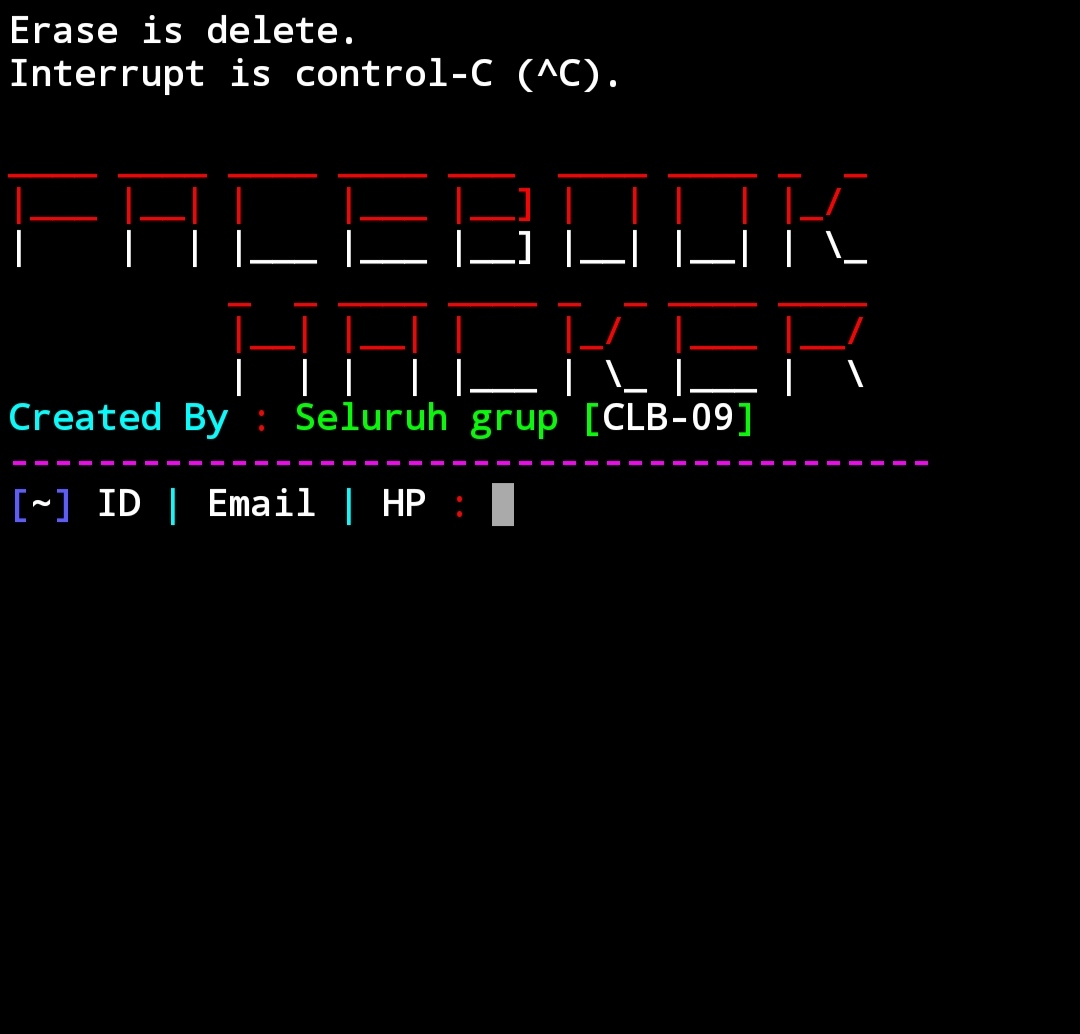 Erase is delete.
Interrupt is control-C (^C).
FACEBOOK
HACKER
Created By : Seluruh grup [CLB-09]
[~] ID | Email | HP :